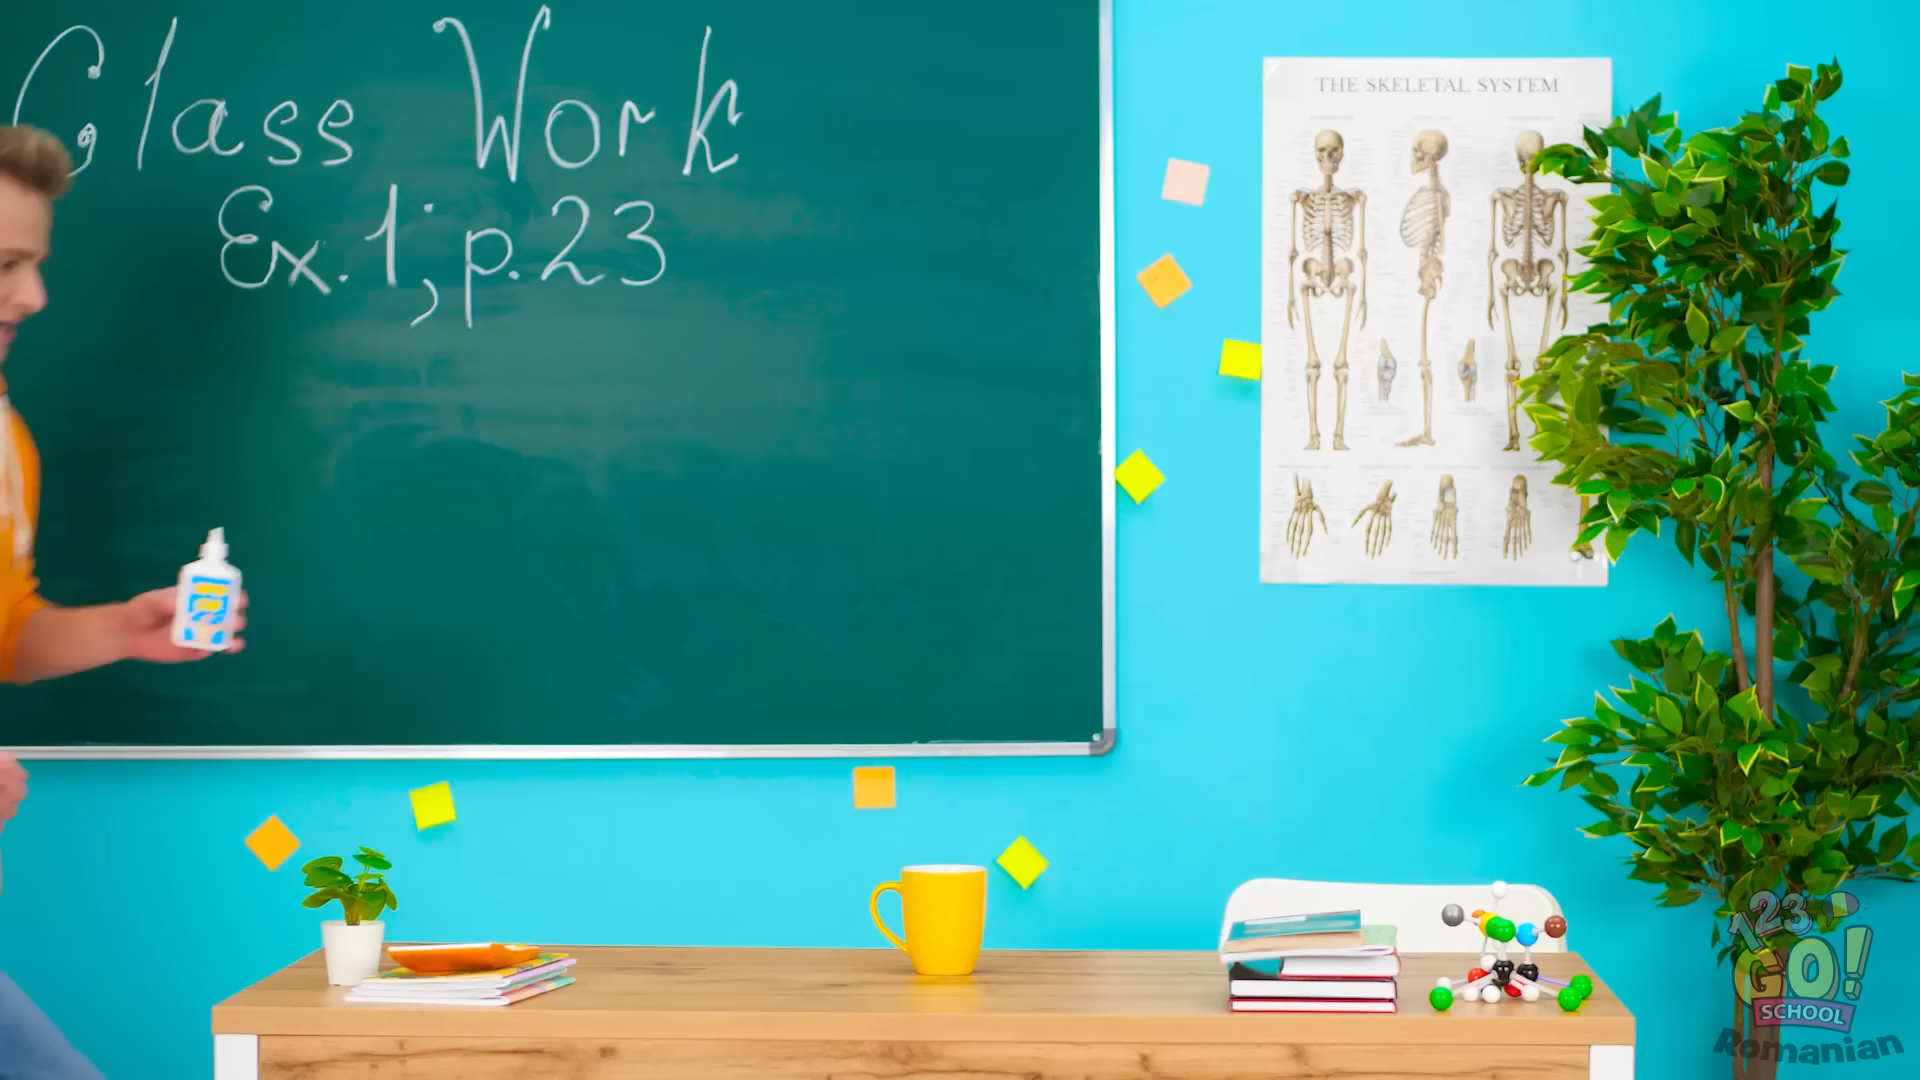 Class Work
Ex. 1; p. 23
THE SKELETAL SYSTEM
123
GO!
SCHOOL
Romanian